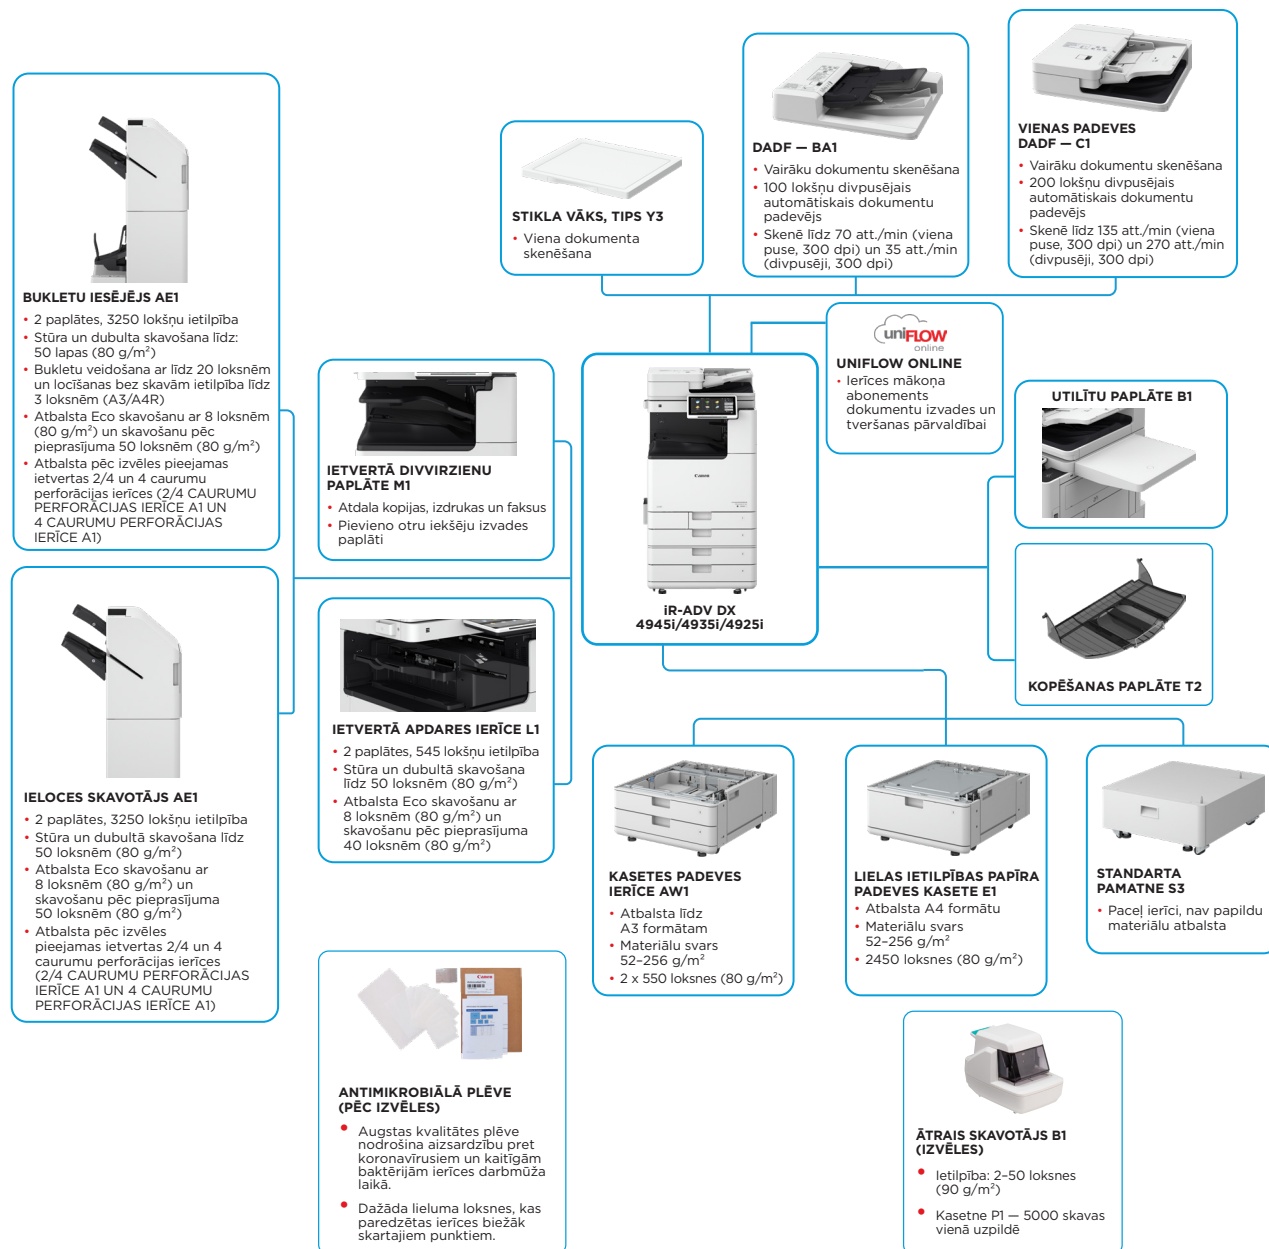 BUKLETU IESĒJĒJS AE1
• 2 paplātes, 3250 lokšņu ietilpība
• Stūra un dubulta skavošana līdz:
50 lapas (80 g/m²)
• Bukletu veidošana ar līdz 20 loksnēm
un locīšanas bez skavām ietilpība līdz
3 loksnēm (A3/A4R)
• Atbalsta Eco skavošanu ar 8 loksnēm
(80 g/m²) un skavošanu pēc
pieprasījuma 50 loksnēm (80 g/m²)
• Atbalsta pēc izvēles pieejamas
ietvertas 2/4 un 4 caurumu
perforācijas ierīces (2/4 CAURUMU
PERFORĀCIJAS IERĪCE A1 UN
4 CAURUMU PERFORĀCIJAS
IERĪCE A1)
IELOCES SKAVOTĀJS AE1
• 2 paplātes, 3250 lokšņu ietilpība
• Stūra un dubultā skavošana līdz
50 loksnēm (80 g/m²)
• Atbalsta Eco skavošanu ar
8 loksnēm (80 g/m²) un
skavošanu pēc pieprasījuma
50 loksnēm (80 g/m²)
• Atbalsta pēc izvēles
pieejamas ietvertas 2/4 un 4
caurumu perforācijas ierīces
(2/4 CAURUMU PERFORĀCIJAS
IERĪCE A1 UN 4 CAURUMU
PERFORĀCIJAS IERĪCE A1)
IETVERTĀ DIVVIRZIENU
PAPLĀTE M1
• Atdala kopijas, izdrukas un faksus
• Pievieno otru iekšēju izvades
paplāti
IETVERTĀ APDARES IERĪCE L1
• 2 paplātes, 545 lokšņu ietilpība
• Stūra un dubultā skavošana
līdz 50 loksnēm (80 g/m²)
• Atbalsta Eco skavošanu ar
8 loksnēm (80 g/m²) un
skavošanu pēc pieprasījuma
40 loksnēm (80 g/m²)
Canon
ANTIMIKROBIĀLĀ PLĒVE
(PĒC IZVĒLES)
• Augstas kvalitātes plēve
nodrošina aizsardzību pret
koronavīrusiem un kaitīgām
baktērijām ierīces darbmūža
laikā.
• Dažāda lieluma loksnes, kas
paredzētas ierīces biežāk
skartajiem punktiem.
STIKLA VĀKS, TIPS Y3
• Viena dokumenta
skenēšana
DADF — BA1
• Vairāku dokumentu skenēšana
• 100 lokšņu divpusējais
automātiskais dokumentu
padevējs
• Skenē līdz 70 att./min (viena
puse, 300 dpi) un 35 att./min
(divpusēji, 300 dpi)
VIENAS PADEVES
DADF — C1
• Vairāku dokumentu skenēšana
• 200 lokšņu divpusējais
automātiskais dokumentu
padevējs
• Skenē līdz 135 att./min (viena
puse, 300 dpi) un 270 att./min
(divpusēji, 300 dpi)
uniFLOW
online
UNIFLOW ONLINE
• Ierīces mākoņa
abonements
dokumentu izvades un
tveršanas pārvaldībai
Canon
iR-ADV DX
4945i/4935i/4925i
UTILĪTU PAPLĀTE B1
KOPĒŠANAS PAPLĀTE T2
KASETES PADEVES
IERĪCE AW1
• Atbalsta līdz
A3 formātam
• Materiālu svars
52–256 g/m²
• 2 x 550 loksnes (80 g/m²)
LIELAS IETILPĪBAS PAPĪRA
PADEVES KASETE E1
• Atbalsta A4 formātu
• Materiālu svars
52–256 g/m²
• 2450 loksnes (80 g/m²)
STANDARTA
PAMATNE S3
• Paceļ ierīci, nav papildu
materiālu atbalsta
ĀTRAIS SKAVOTĀJS B1
(IZVĒLES)
• Ietilpība: 2–50 loksnes
(90 g/m²)
• Kasetne P1 — 5000 skavas
vienā uzpildē